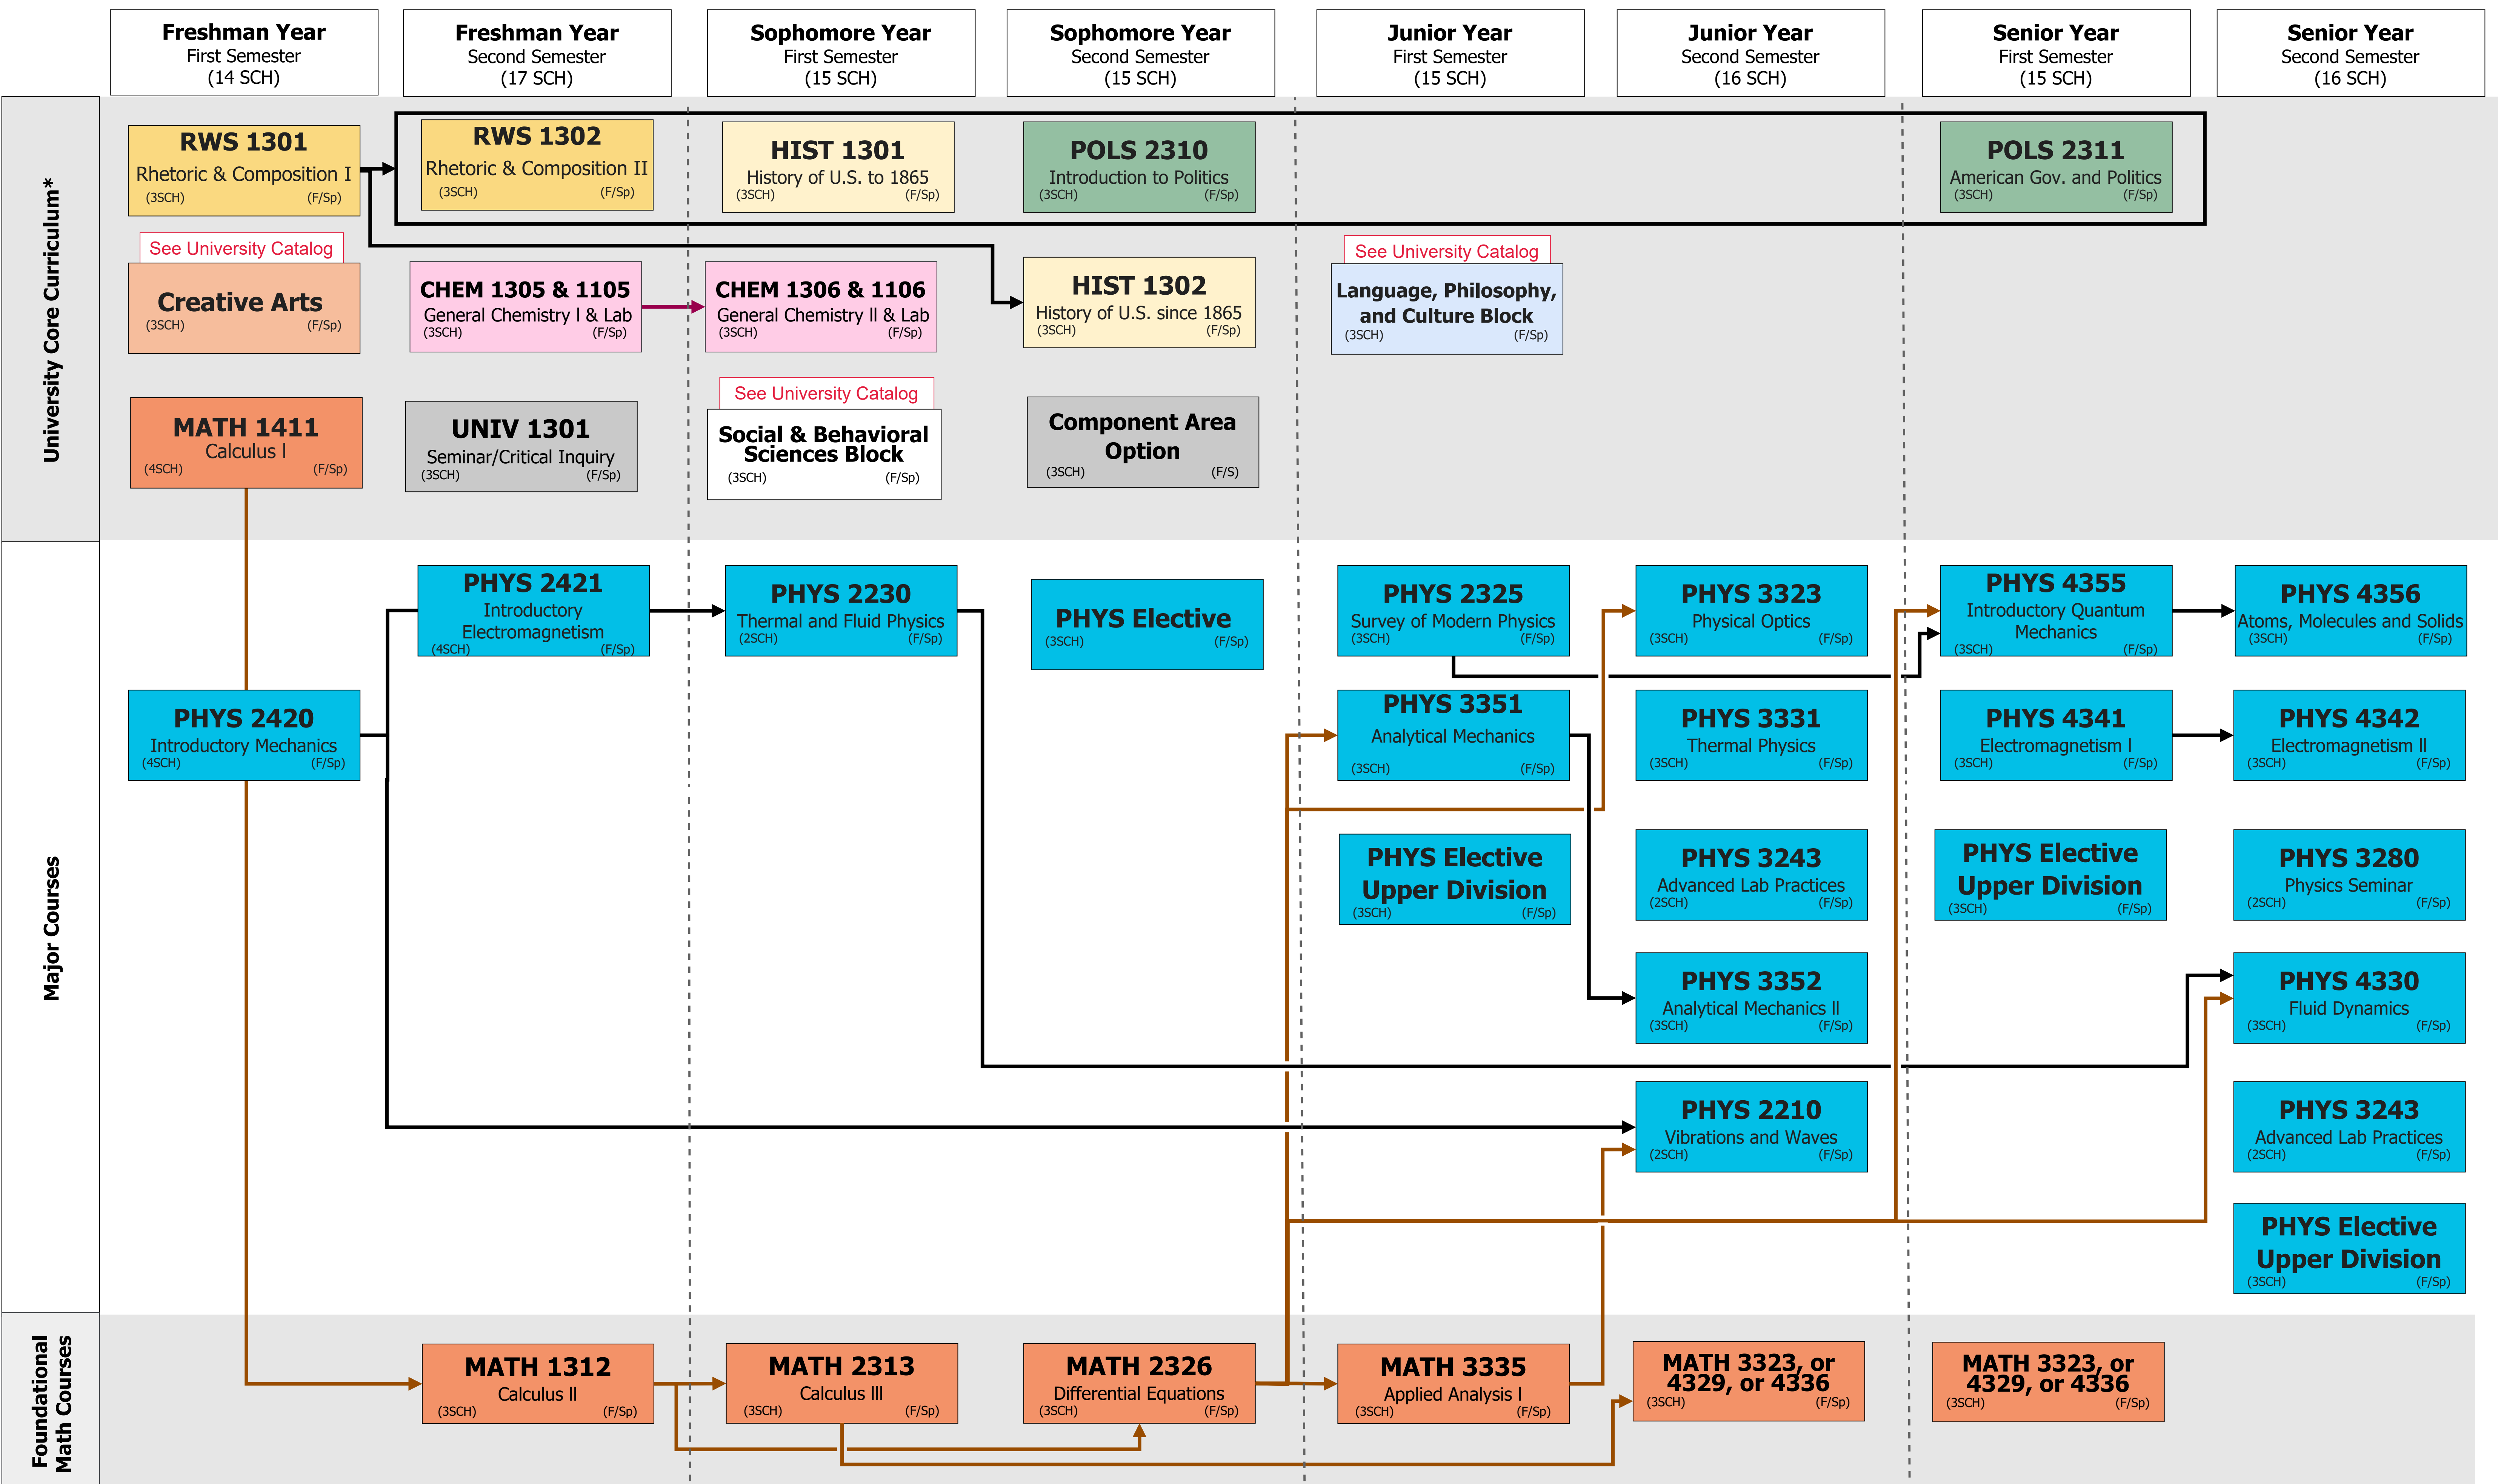 Freshman Year
First Semester
(14 SCH)
Freshman Year
Second Semester
(17 SCH)
Sophomore Year
First Semester
(15 SCH)
Sophomore Year
Second Semester
(15 SCH)
Junior Year
First Semester
(15 SCH)
Junior Year
Second Semester
(16 SCH)
Senior Year
First Semester
(15 SCH)
Senior Year
Second Semester
(16 SCH)
University Core Curriculum*
RWS 1301
Rhetoric & Composition I
(3SCH) (F/Sp)
RWS 1302
Rhetoric & Composition II
(3SCH) (F/Sp)
HIST 1301
History of U.S. to 1865
(3SCH) (F/Sp)
POLS 2310
Introduction to Politics
(3SCH) (F/Sp)
POLS 2311
American Gov. and Politics
(3SCH) (F/Sp)
See University Catalog
Creative Arts
(3SCH) (F/Sp)
CHEM 1305 & 1105
General Chemistry I & Lab
(3SCH) (F/Sp)
CHEM 1306 & 1106
General Chemistry II & Lab
(3SCH) (F/Sp)
HIST 1302
History of U.S. since 1865
(3SCH) (F/Sp)
See University Catalog
Language, Philosophy,
and Culture Block
(3SCH) (F/Sp)
MATH 1411
Calculus I
(4SCH) (F/Sp)
UNIV 1301
Seminar/Critical Inquiry
(3SCH) (F/Sp)
See University Catalog
Social & Behavioral
Sciences Block
(3SCH) (F/Sp)
Component Area
Option
(3SCH) (F/S)
Major Courses
PHYS 2421
Introductory
Electromagnetism
(4SCH) (F/Sp)
PHYS 2230
Thermal and Fluid Physics
(2SCH) (F/Sp)
PHYS Elective
(3SCH) (F/Sp)
PHYS 2325
Survey of Modern Physics
(3SCH) (F/Sp)
PHYS 3323
Physical Optics
(3SCH) (F/Sp)
PHYS 4355
Introductory Quantum
Mechanics
(3SCH) (F/Sp)
PHYS 4356
Atoms, Molecules and Solids
(3SCH) (F/Sp)
PHYS 2420
Introductory Mechanics
(4SCH) (F/Sp)
PHYS 3351
Analytical Mechanics
(3SCH) (F/Sp)
PHYS 3331
Thermal Physics
(3SCH) (F/Sp)
PHYS 4341
Electromagnetism I
(3SCH) (F/Sp)
PHYS 4342
Electromagnetism II
(3SCH) (F/Sp)
PHYS Elective
Upper Division
(3SCH) (F/Sp)
PHYS 3243
Advanced Lab Practices
(2SCH) (F/Sp)
PHYS Elective
Upper Division
(3SCH) (F/Sp)
PHYS 3280
Physics Seminar
(2SCH) (F/Sp)
PHYS 3352
Analytical Mechanics II
(3SCH) (F/Sp)
PHYS 4330
Fluid Dynamics
(3SCH) (F/Sp)
PHYS 2210
Vibrations and Waves
(2SCH) (F/Sp)
PHYS 3243
Advanced Lab Practices
(2SCH) (F/Sp)
PHYS Elective
Upper Division
(3SCH) (F/Sp)
Foundational
Math Courses
MATH 1312
Calculus II
(3SCH) (F/Sp)
MATH 2313
Calculus III
(3SCH) (F/Sp)
MATH 2326
Differential Equations
(3SCH) (F/Sp)
MATH 3335
Applied Analysis I
(3SCH) (F/Sp)
MATH 3323, or
4329, or 4336
(3SCH) (F/Sp)
MATH 3323, or
4329, or 4336
(3SCH) (F/Sp)